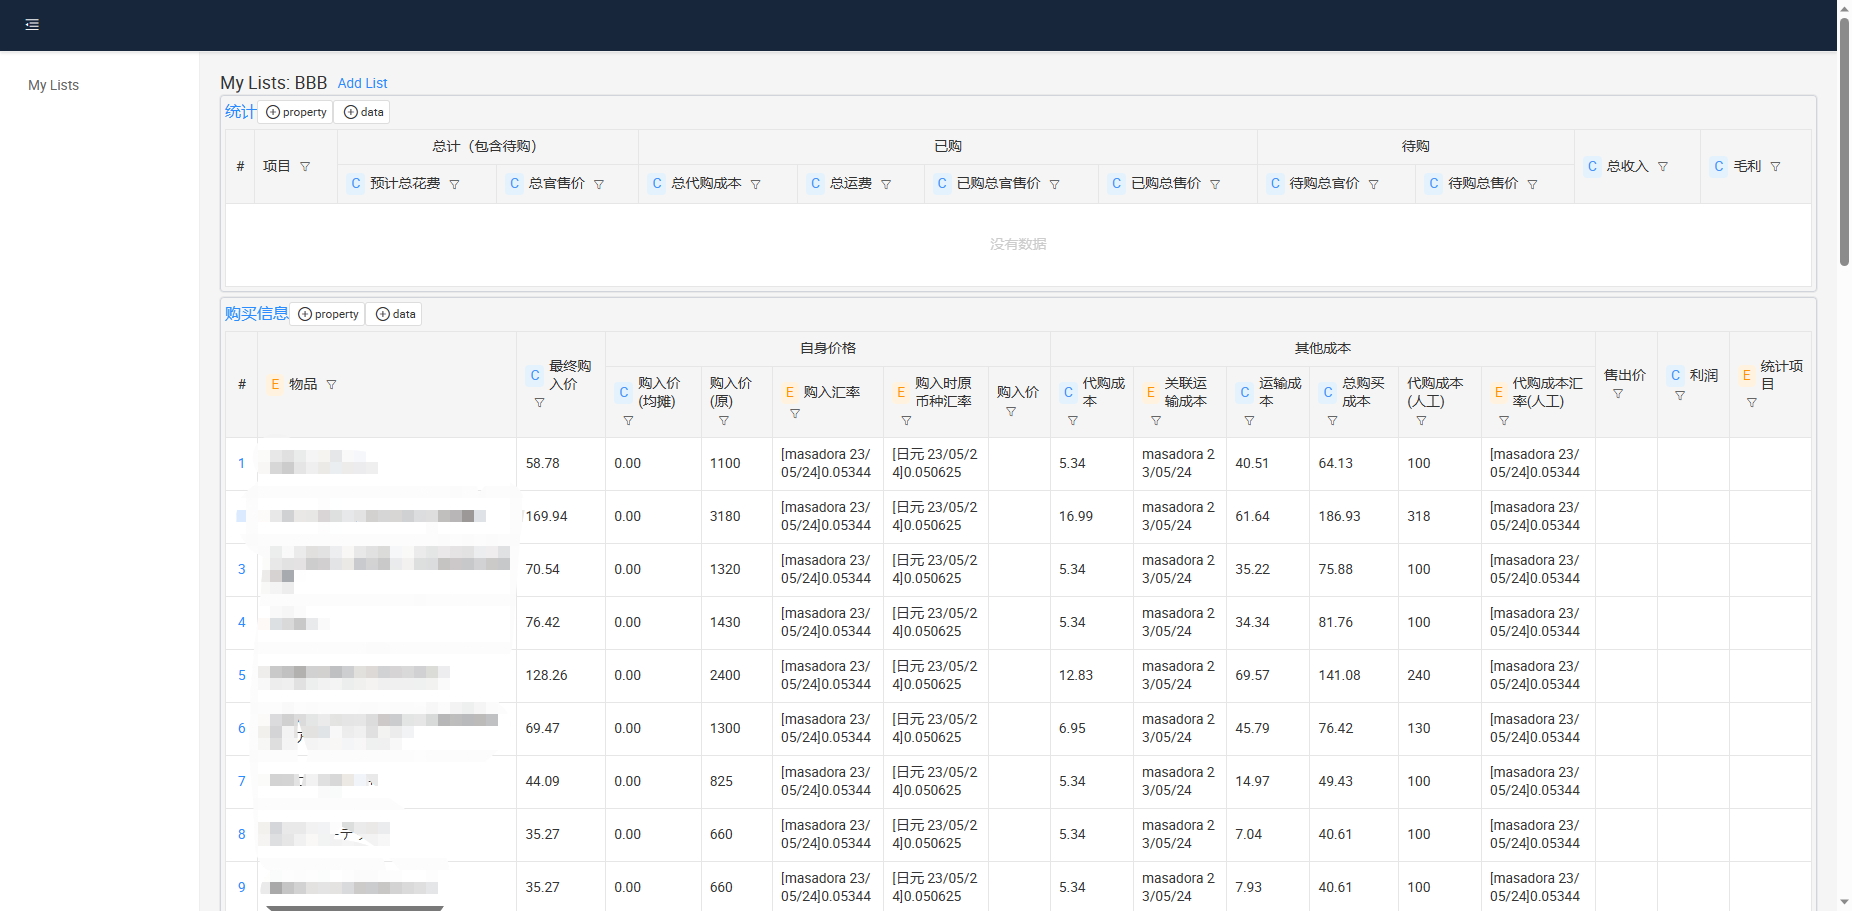 My Lists
My Lists: BBB Add List
统计 property data
总计（包含待购） 已购 待购
# 项目 C 总收入 C 毛利
C 预计总花费 C 总官售价 C 总代购成本 C 总运费 C 已购总官售价 C 已购总售价 C 待购总官价 C 待购总售价
没有数据
购买信息 property data
自身价格 其他成本
# E 物品 C 最终购入价 C 购入价(均摊) 购入价(原) E 购入汇率 E 购入时原币种汇率 购入价 C 代购成本 E 关联运输成本 C 运输成本 C 总购买成本 代购成本(人工) E 代购成本汇率(人工) 售出价 C 利润 E 统计项目
1 58.78 0.00 1100 [masadora 23/05/24]0.05344 [日元 23/05/24]0.050625 5.34 masadora 23/05/24 40.51 64.13 100 [masadora 23/05/24]0.05344
169.94 0.00 3180 [masadora 23/05/24]0.05344 [日元 23/05/24]0.050625 16.99 masadora 23/05/24 61.64 186.93 318 [masadora 23/05/24]0.05344
3 70.54 0.00 1320 [masadora 23/05/24]0.05344 [日元 23/05/24]0.050625 5.34 masadora 23/05/24 35.22 75.88 100 [masadora 23/05/24]0.05344
4 76.42 0.00 1430 [masadora 23/05/24]0.05344 [日元 23/05/24]0.050625 5.34 masadora 23/05/24 34.34 81.76 100 [masadora 23/05/24]0.05344
5 128.26 0.00 2400 [masadora 23/05/24]0.05344 [日元 23/05/24]0.050625 12.83 masadora 23/05/24 69.57 141.08 240 [masadora 23/05/24]0.05344
6 69.47 0.00 1300 [masadora 23/05/24]0.05344 [日元 23/05/24]0.050625 6.95 masadora 23/05/24 45.79 76.42 130 [masadora 23/05/24]0.05344
7 44.09 0.00 825 [masadora 23/05/24]0.05344 [日元 23/05/24]0.050625 5.34 masadora 23/05/24 14.97 49.43 100 [masadora 23/05/24]0.05344
8 35.27 0.00 660 [masadora 23/05/24]0.05344 [日元 23/05/24]0.050625 5.34 masadora 23/05/24 7.04 40.61 100 [masadora 23/05/24]0.05344
9 35.27 0.00 660 [masadora 23/05/24]0.05344 [日元 23/05/24]0.050625 5.34 masadora 23/05/24 7.93 40.61 100 [masadora 23/05/24]0.05344